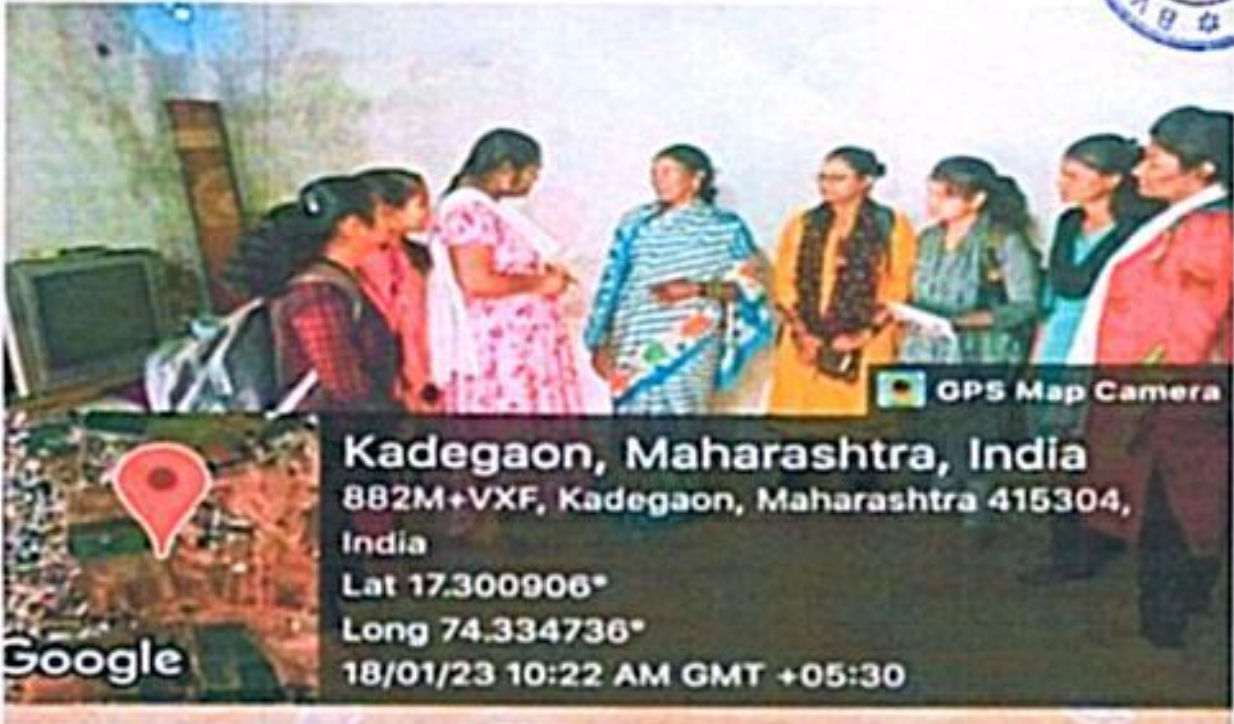 GPS Map Camera
Kadegaon, Maharashtra, India
882M+VXF, Kadegaon, Maharashtra 415304,
India
Lat 17.300906°
Long 74.334736°
18/01/23 10:22 AM GMT +05:30
Google